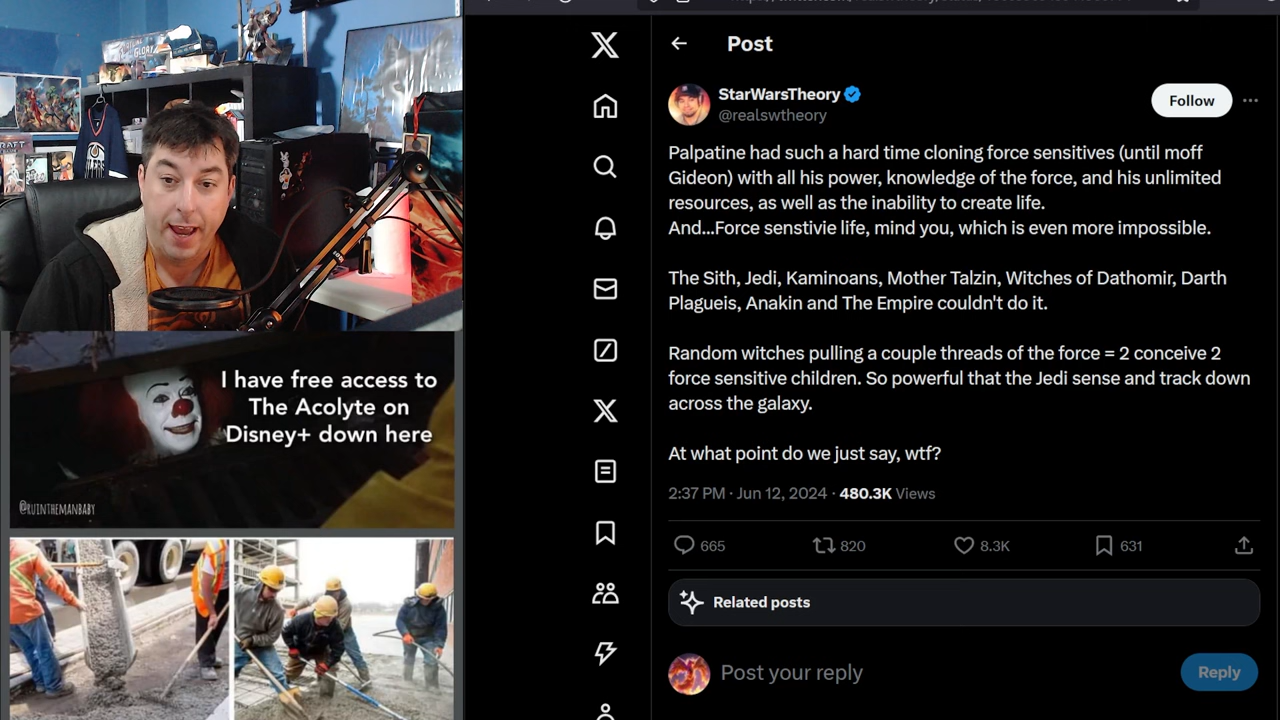 GLORY
I have free access to
The Acolyte on
Disney+ down here
@RUINTHEMANBABY
Post
StarWarsTheory
@realswtheory
Follow
Palpatine had such a hard time cloning force sensitives (until moff
Gideon) with all his power, knowledge of the force, and his unlimited
resources, as well as the inability to create life.
And...Force senstivie life, mind you, which is even more impossible.
The Sith, Jedi, Kaminoans, Mother Talzin, Witches of Dathomir, Darth
Plagueis, Anakin and The Empire couldn't do it.
Random witches pulling a couple threads of the force = 2 conceive 2
force sensitive children. So powerful that the Jedi sense and track down
across the galaxy.
At what point do we just say, wtf?
2:37 PM · Jun 12, 2024 · 480.3K Views
665
820
8.3K
631
Related posts
Post your reply
Reply